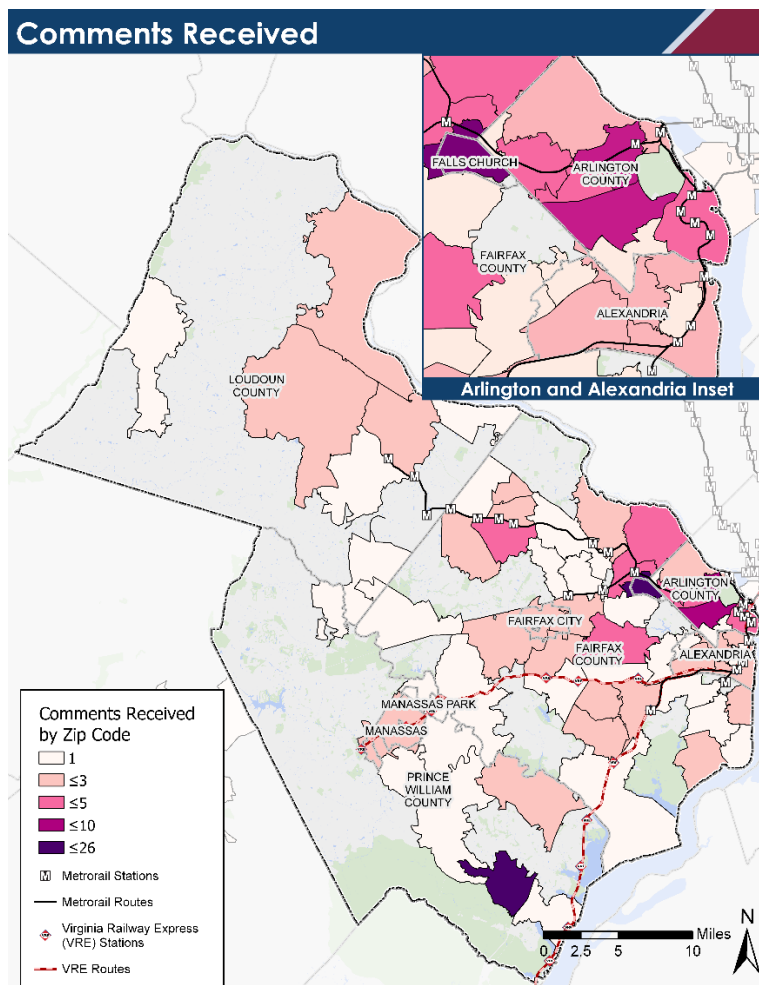 Comments Received
FALLS CHURCH
ARLINGTON
COUNTY
FAIRFAX
COUNTY
ALEXANDRIA
Arlington and Alexandria Inset
LOUDOUN
COUNTY
ARLINGTON
COUNTY
FAIRFAX CITY
FAIRFAX
COUNTY
ALEXANDRIA
MANASSAS PARK
MANASSAS
PRINCE
WILLIAM
COUNTY
Comments Received
by Zip Code
1
≤3
≤5
≤10
≤26
M Metrorail Stations
Metrorail Routes
Virginia Railway Express
(VRE) Stations
VRE Routes
Miles
0 2.5 5 10
N